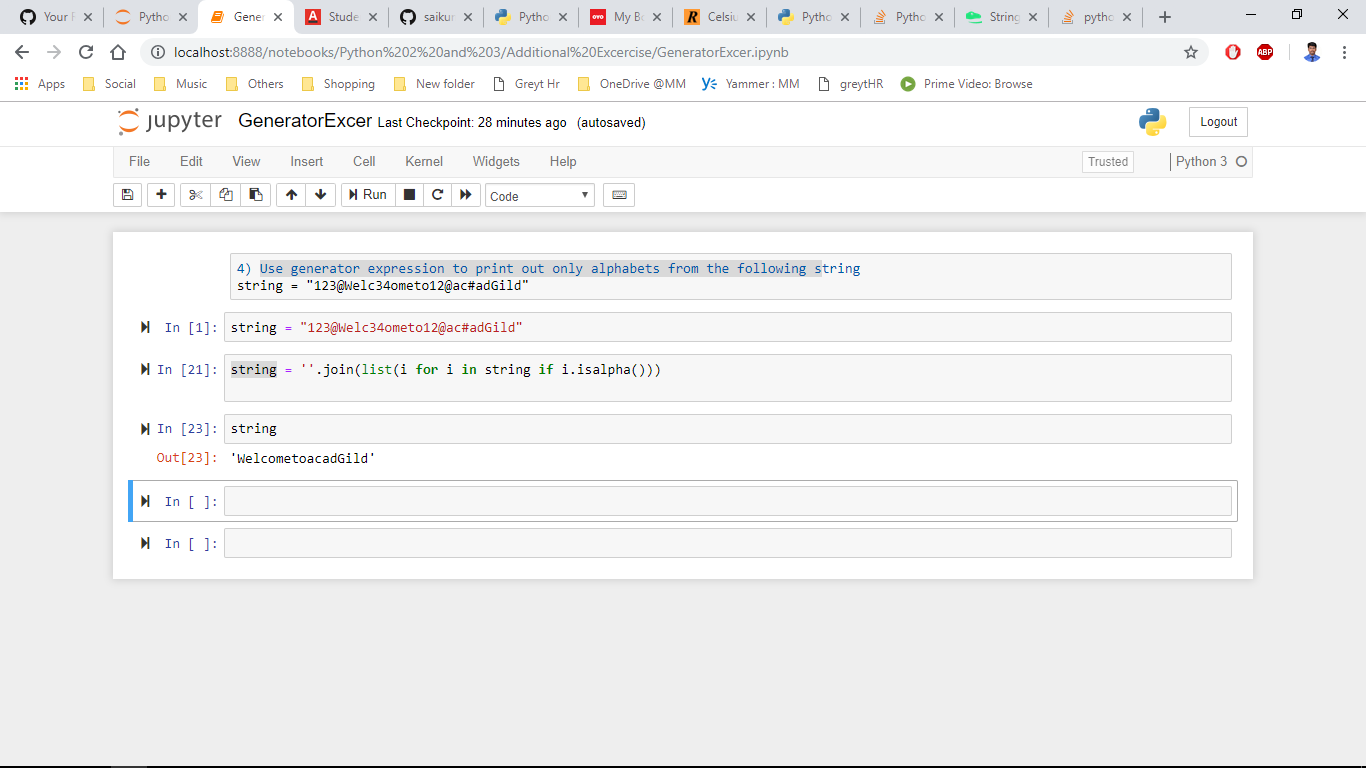 Your F
Pytho
Gener
Stude
saikur
Pytho
OYO
My Bo
Celsiu
Pytho
Pytho
String
pytho
localhost:8888/notebooks/Python%202%20and%203/Additional%20Excercise/GeneratorExcer.ipynb
ABP
Apps
Social
Music
Others
Shopping
New folder
Greyt Hr
OneDrive @MM
Yammer : MM
greytHR
Prime Video: Browse
jupyter GeneratorExcer Last Checkpoint: 28 minutes ago (autosaved)
Logout
File Edit View Insert Cell Kernel Widgets Help
Trusted
Python 3
Run
Code
4) Use generator expression to print out only alphabets from the following string
string = "123@Welc34ometo12@ac#adGild"
In [1]: string = "123@Welc34ometo12@ac#adGild"
In [21]: string = ''.join(list(i for i in string if i.isalpha()))
In [23]: string
Out[23]: 'WelcometoacadGild'
In [ ]:
In [ ]: